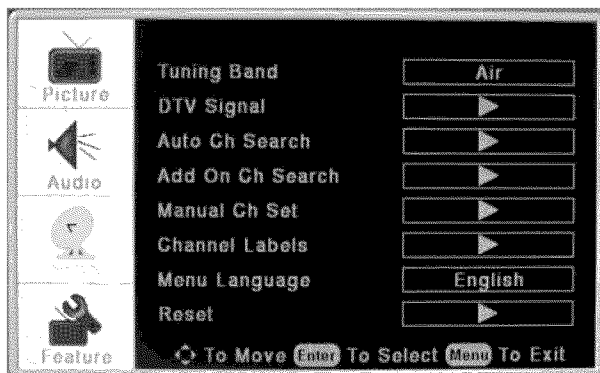 Picture
Audio
Feature
Tuning Band Air
DTV Signal
Auto Ch Search
Add On Ch Search
Manual Ch Set
Channel Labels
Menu Language English
Reset
To Move Enter To Select Menu To Exit